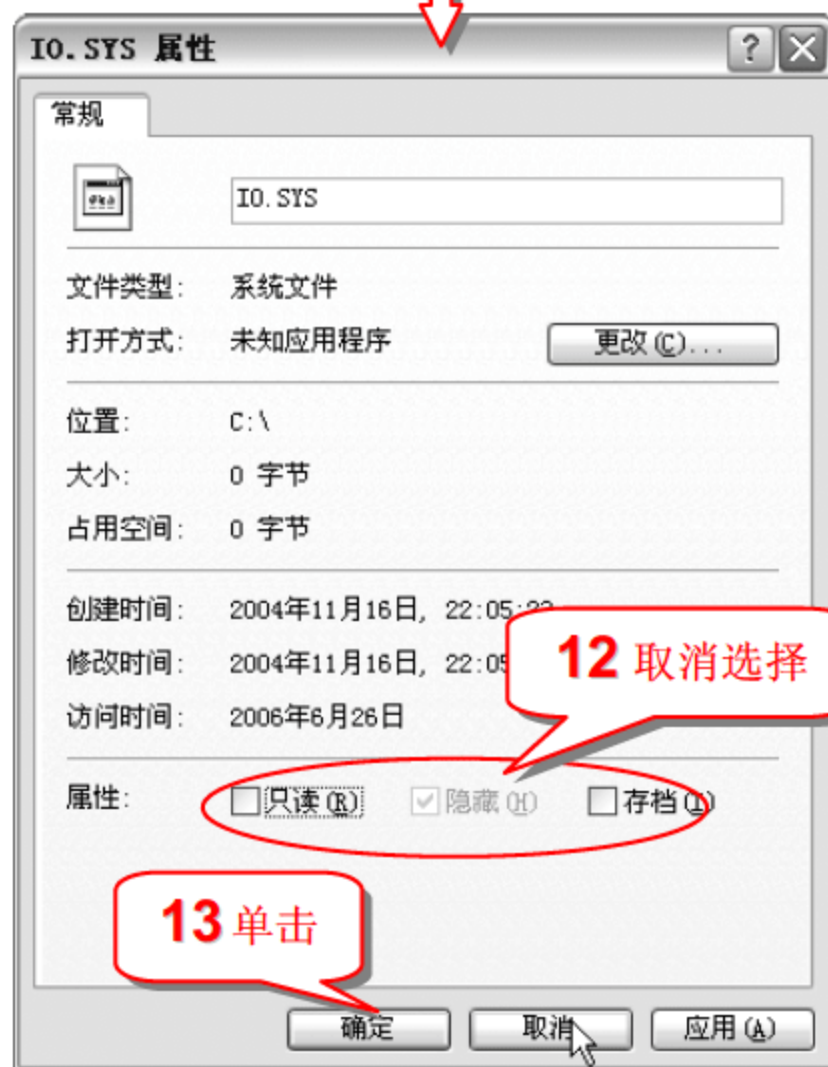 IO.SYS 属性
常规
IO.SYS
文件类型: 系统文件
打开方式: 未知应用程序 更改(C)...
位置: C:\
大小: 0 字节
占用空间: 0 字节
创建时间: 2004年11月16日, 22:05:22
修改时间: 2004年11月16日, 22:05
12 取消选择
访问时间: 2006年6月26日
属性: 只读(R) 隐藏(H) 存档(I)
13 单击
确定 取消 应用(A)